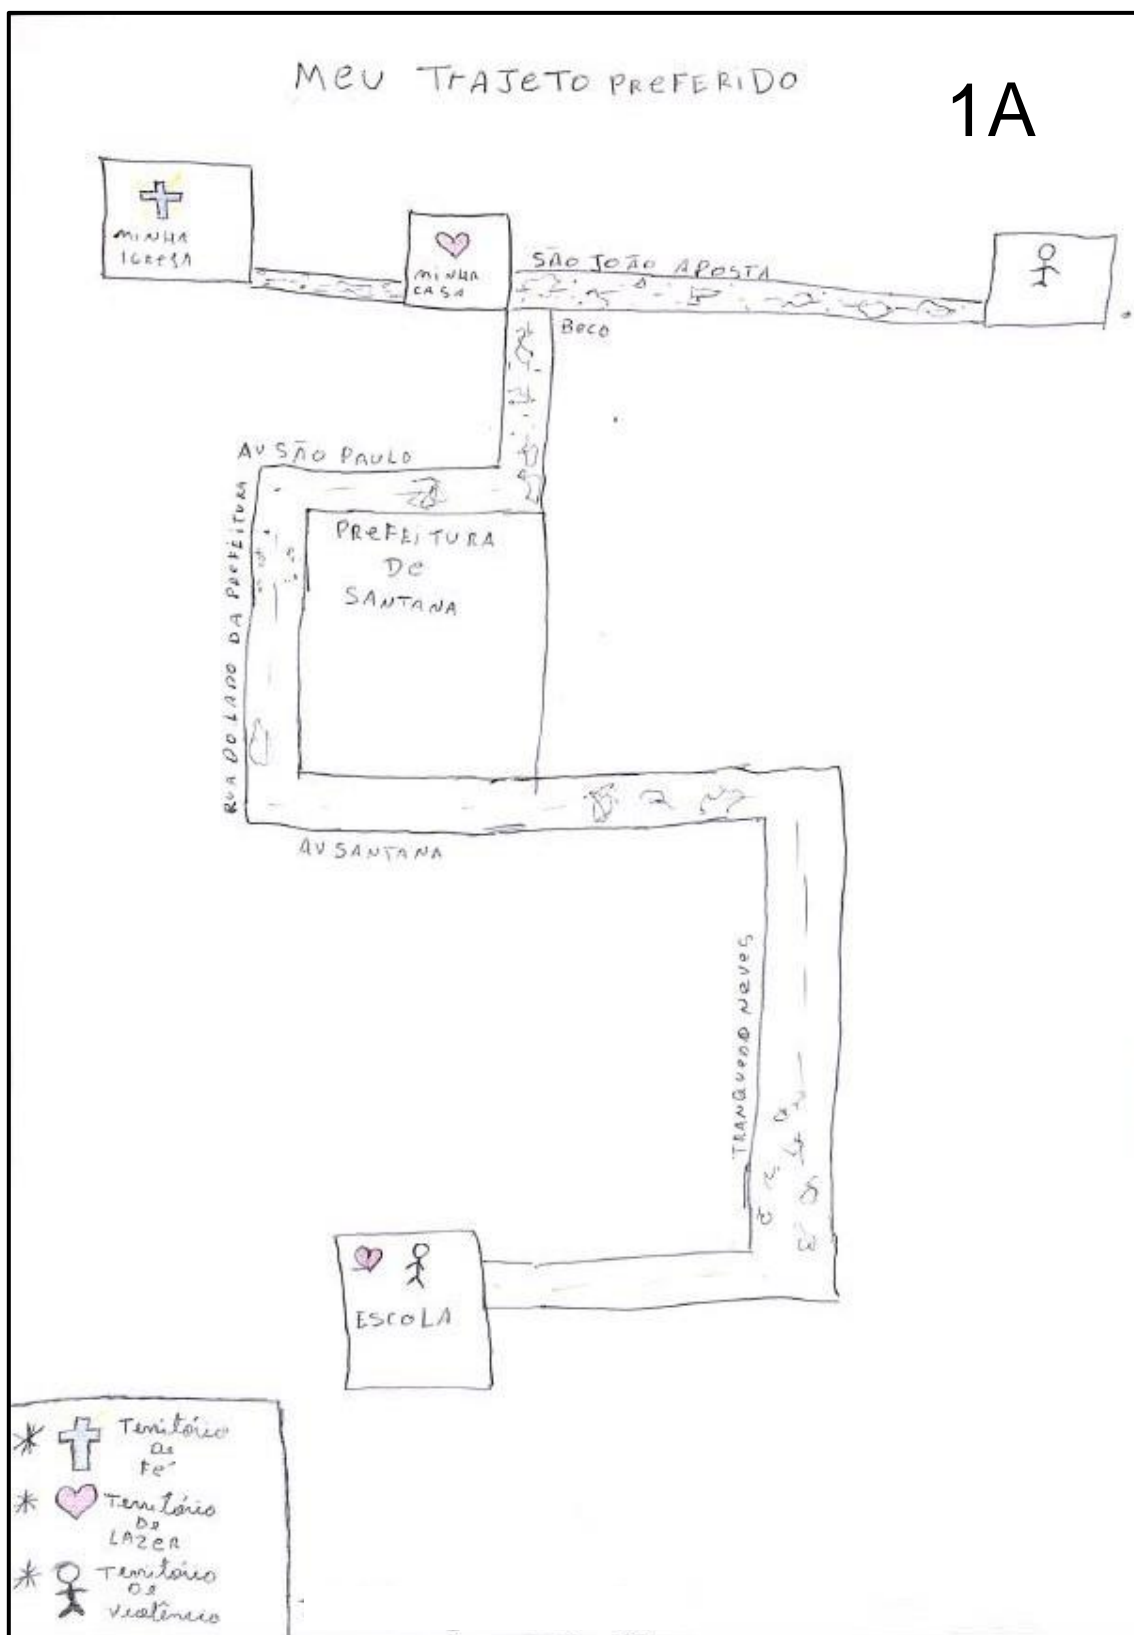 MEU TRAJETO PREFERIDO
1A
MINHA
IGREJA
MINHA
CASA
SÃO JOÃO APOSTA
BECO
AV SÃO PAULO
RUA DO LADO DA PREFEITURA
PREFEITURA
DE
SANTANA
AV SANTANA
TRANQUEDO NEVES
ESCOLA
Território
de
Fé
Território
De
LAZER
Território
De
Violência